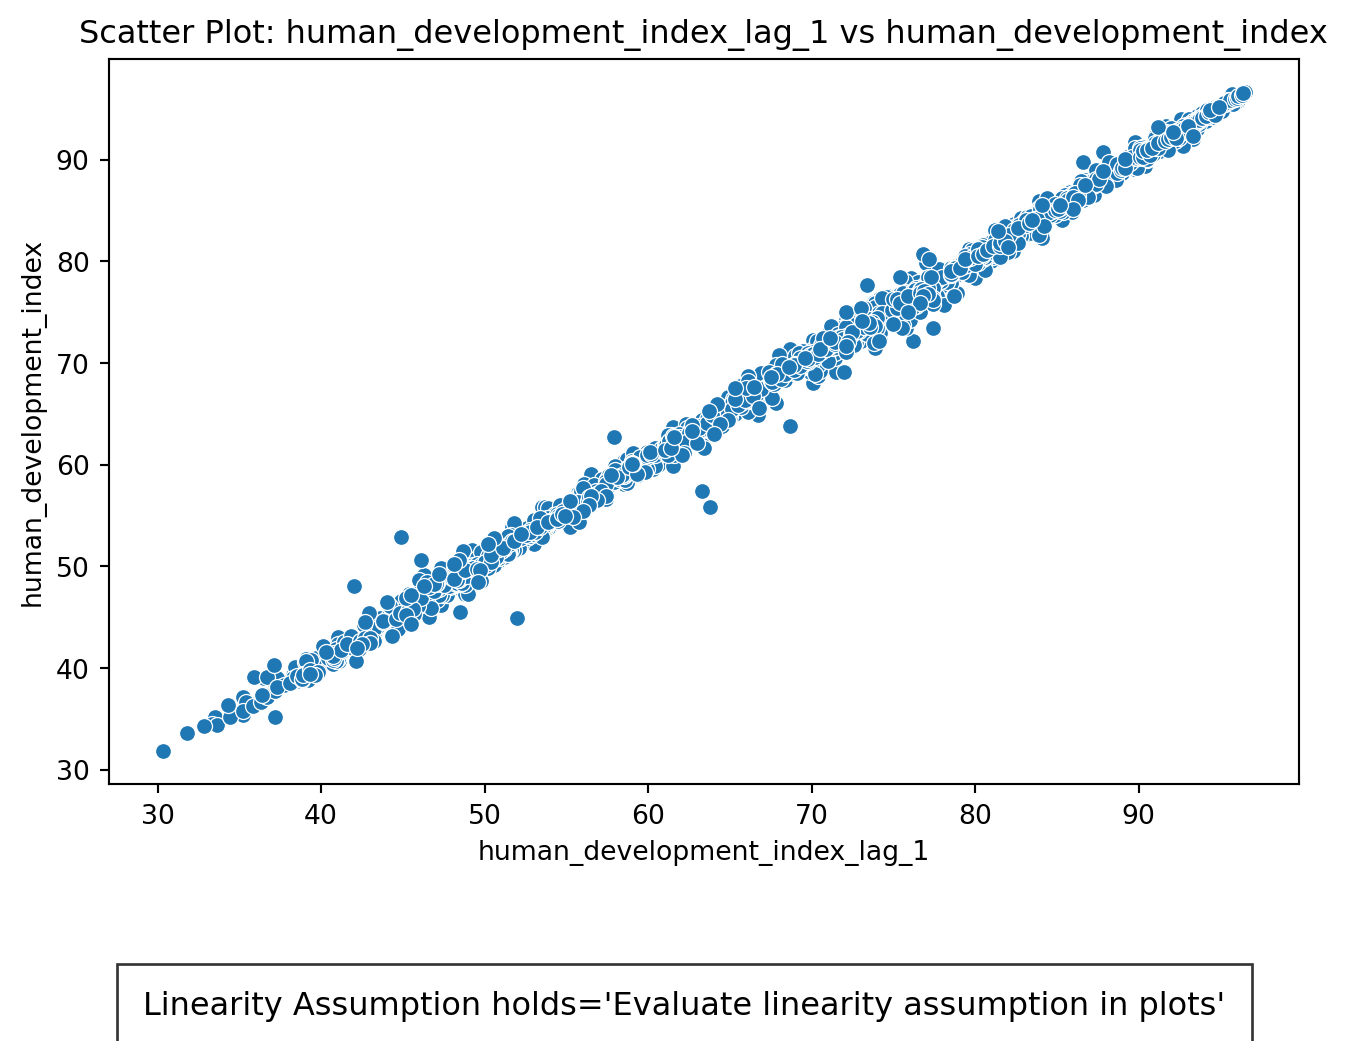 Scatter Plot: human_development_index_lag_1 vs human_development_index
human_development_index
90
80
70
60
50
40
30
30 40 50 60 70 80 90
human_development_index_lag_1
Linearity Assumption holds='Evaluate linearity assumption in plots'